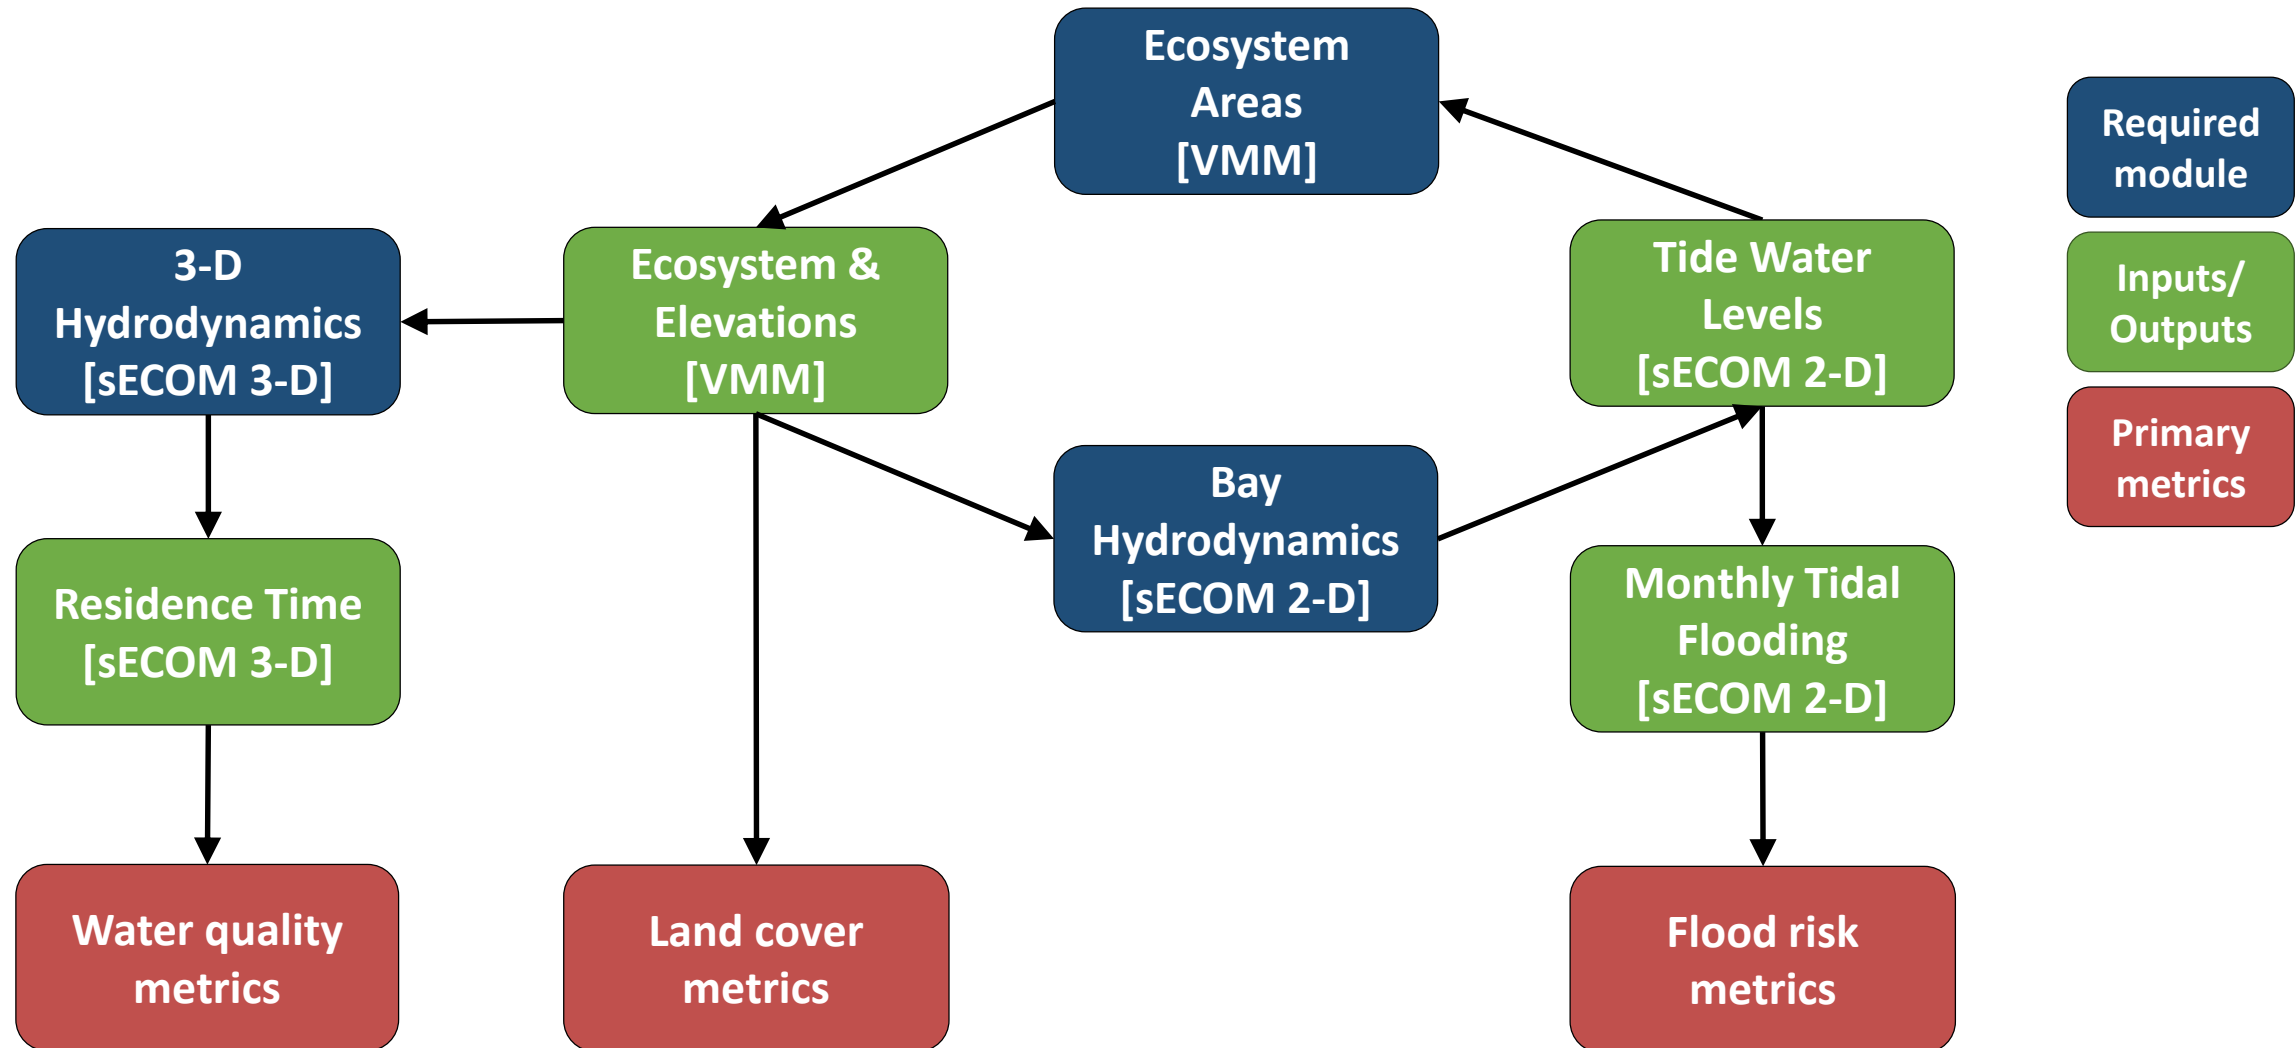 Ecosystem
Areas
[VMM]
Required
module
3-D
Hydrodynamics
[sECOM 3-D]
Ecosystem &
Elevations
[VMM]
Tide Water
Levels
[sECOM 2-D]
Inputs/
Outputs
Primary
metrics
Bay
Hydrodynamics
[sECOM 2-D]
Residence Time
[sECOM 3-D]
Monthly Tidal
Flooding
[sECOM 2-D]
Water quality
metrics
Land cover
metrics
Flood risk
metrics